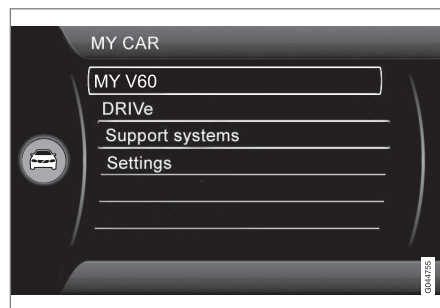 MY CAR
MY V60
DRIVe
Support systems
Settings
G044755